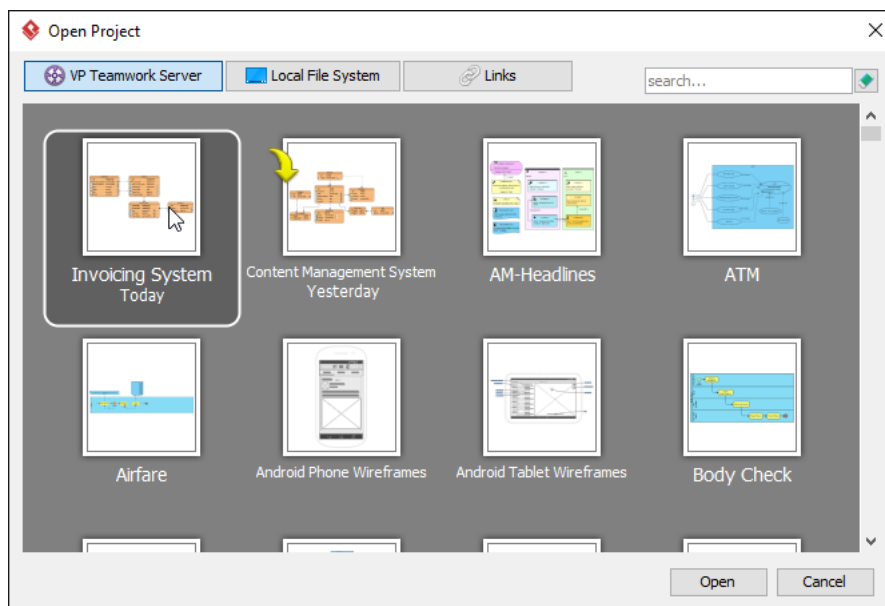 Open Project
VP Teamwork Server
Local File System
Links
search...
Invoicing System
Today
Content Management System
Yesterday
AM-Headlines
ATM
Airfare
Android Phone Wireframes
Android Tablet Wireframes
Body Check
Open
Cancel